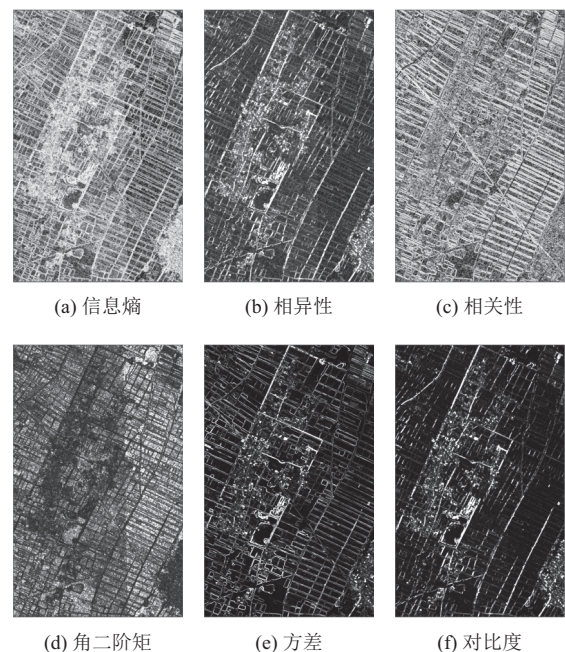 (a) 信息熵
(b) 相异性
(c) 相关性
(d) 角二阶矩
(e) 方差
(f) 对比度